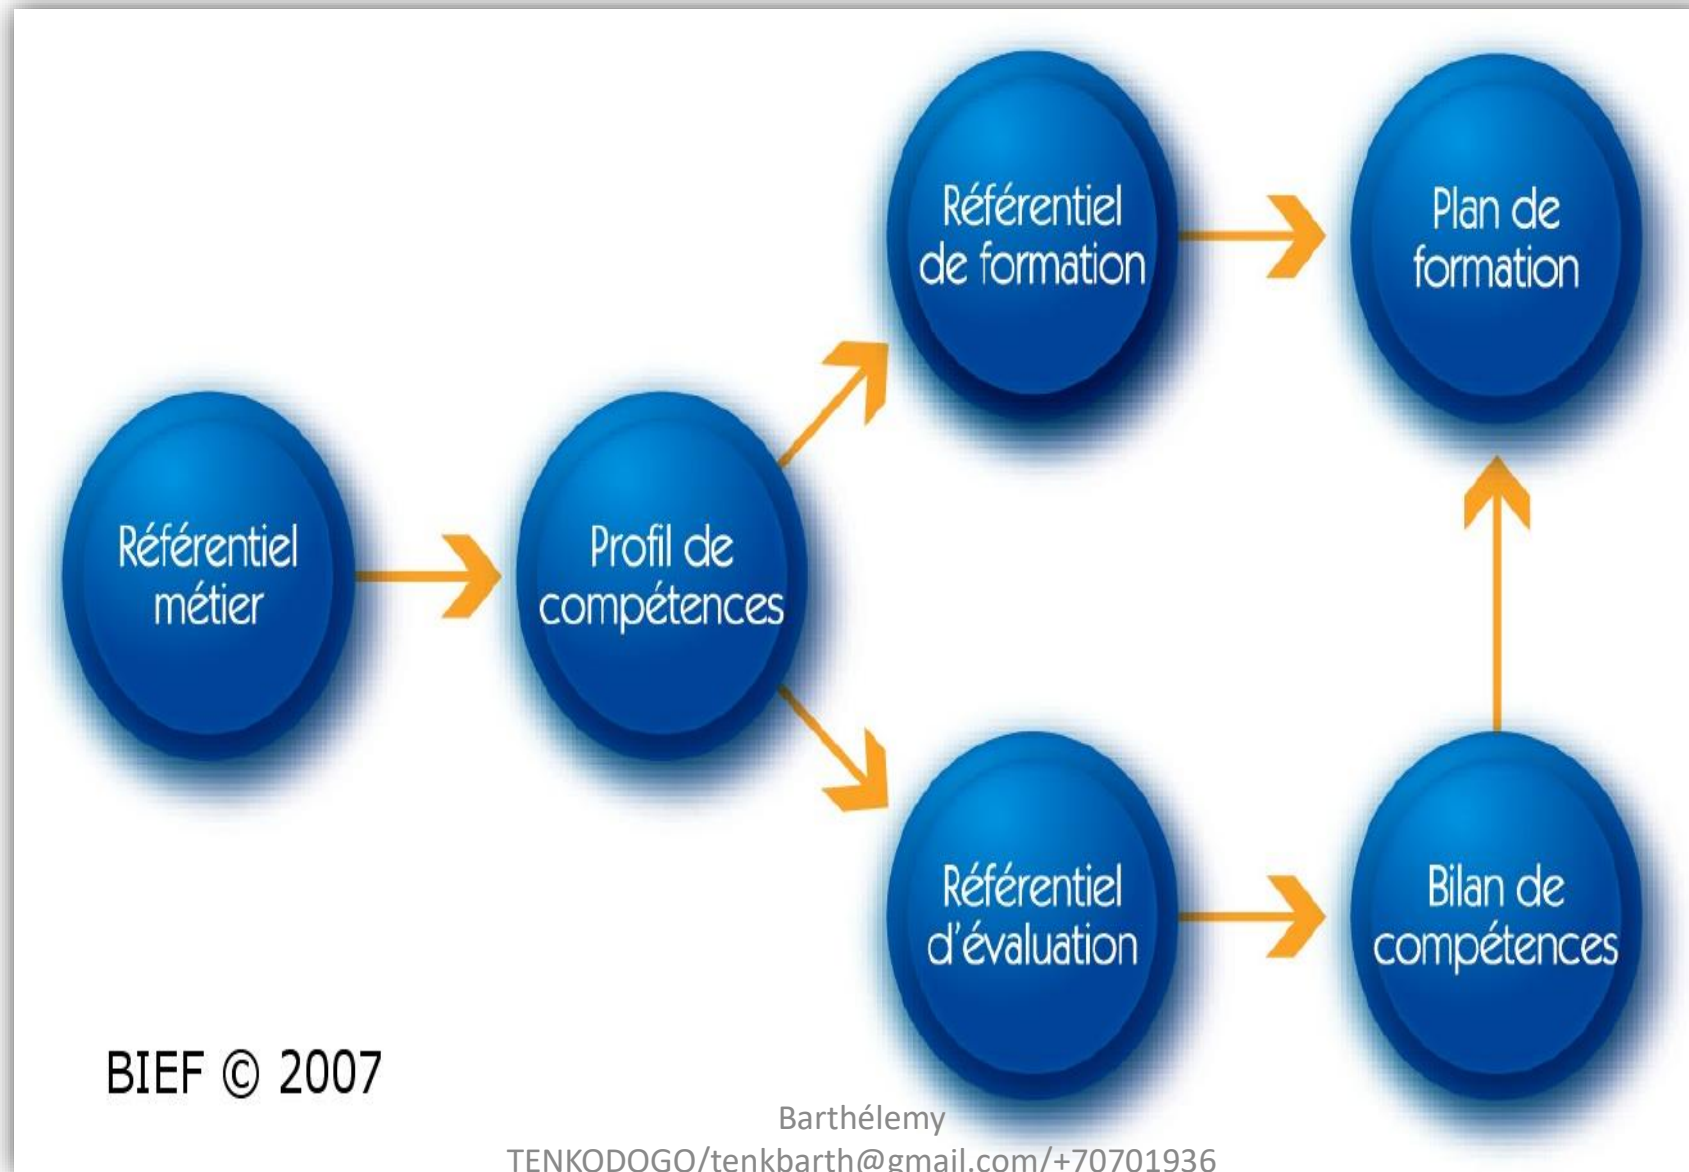 Référentiel
de formation
Plan de
formation
Référentiel
métier
Profil de
compétences
Référentiel
d'évaluation
Bilan de
compétences
BIEF © 2007
Barthélemy
TENKODOGO/tenkbarth@gmail.com/+70701936